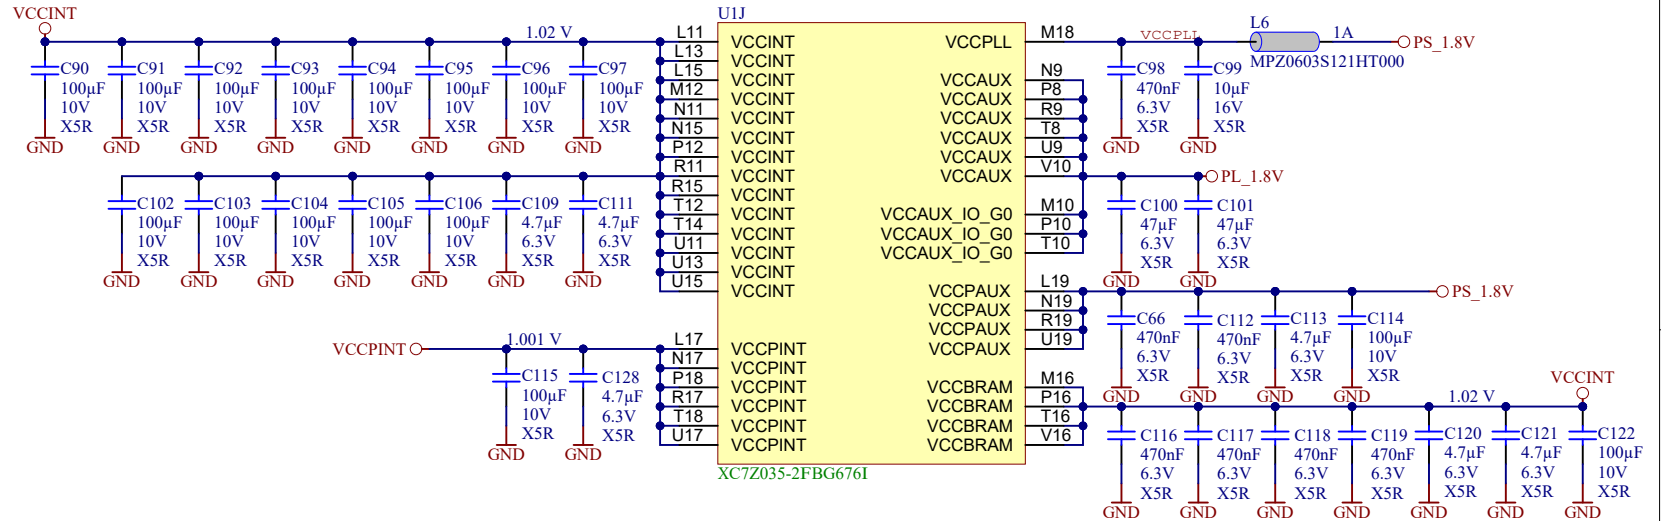 VCCINT
1.02 V
C90
100µF
10V
X5R
GND
C91
100µF
10V
X5R
GND
C92
100µF
10V
X5R
GND
C93
100µF
10V
X5R
GND
C94
100µF
10V
X5R
GND
C95
100µF
10V
X5R
GND
C96
100µF
10V
X5R
GND
C97
100µF
10V
X5R
GND
C102
100µF
10V
X5R
GND
C103
100µF
10V
X5R
GND
C104
100µF
10V
X5R
GND
C105
100µF
10V
X5R
GND
C106
100µF
10V
X5R
GND
C109
4.7µF
6.3V
X5R
GND
C111
4.7µF
6.3V
X5R
GND
VCCPINT
1.001 V
C115
100µF
10V
X5R
GND
C128
4.7µF
6.3V
X5R
GND
U1J
L11 VCCINT
L13 VCCINT
L15 VCCINT
M12 VCCINT
N11 VCCINT
N15 VCCINT
P12 VCCINT
R11 VCCINT
R15 VCCINT
T12 VCCINT
T14 VCCINT
U11 VCCINT
U13 VCCINT
U15 VCCINT
L17 VCCPINT
N17 VCCPINT
P18 VCCPINT
R17 VCCPINT
T18 VCCPINT
U17 VCCPINT
VCCPLL M18
VCCAUX N9
VCCAUX P8
VCCAUX R9
VCCAUX T8
VCCAUX U9
VCCAUX V10
VCCAUX_IO_G0 M10
VCCAUX_IO_G0 P10
VCCAUX_IO_G0 T10
VCCPAUX L19
VCCPAUX N19
VCCPAUX R19
VCCPAUX U19
VCCBRAM M16
VCCBRAM P16
VCCBRAM T16
VCCBRAM V16
XC7Z035-2FBG676I
VCCPLL
L6
1A
MPZ0603S121HT000
PS_1.8V
C98
470nF
6.3V
X5R
GND
C99
10µF
16V
X5R
GND
PL_1.8V
C100
47µF
6.3V
X5R
GND
C101
47µF
6.3V
X5R
GND
PS_1.8V
C66
470nF
6.3V
X5R
GND
C112
470nF
6.3V
X5R
GND
C113
4.7µF
6.3V
X5R
GND
C114
100µF
10V
X5R
GND
VCCINT
1.02 V
C116
470nF
6.3V
X5R
GND
C117
470nF
6.3V
X5R
GND
C118
470nF
6.3V
X5R
GND
C119
470nF
6.3V
X5R
GND
C120
4.7µF
6.3V
X5R
GND
C121
4.7µF
6.3V
X5R
GND
C122
100µF
10V
X5R
GND